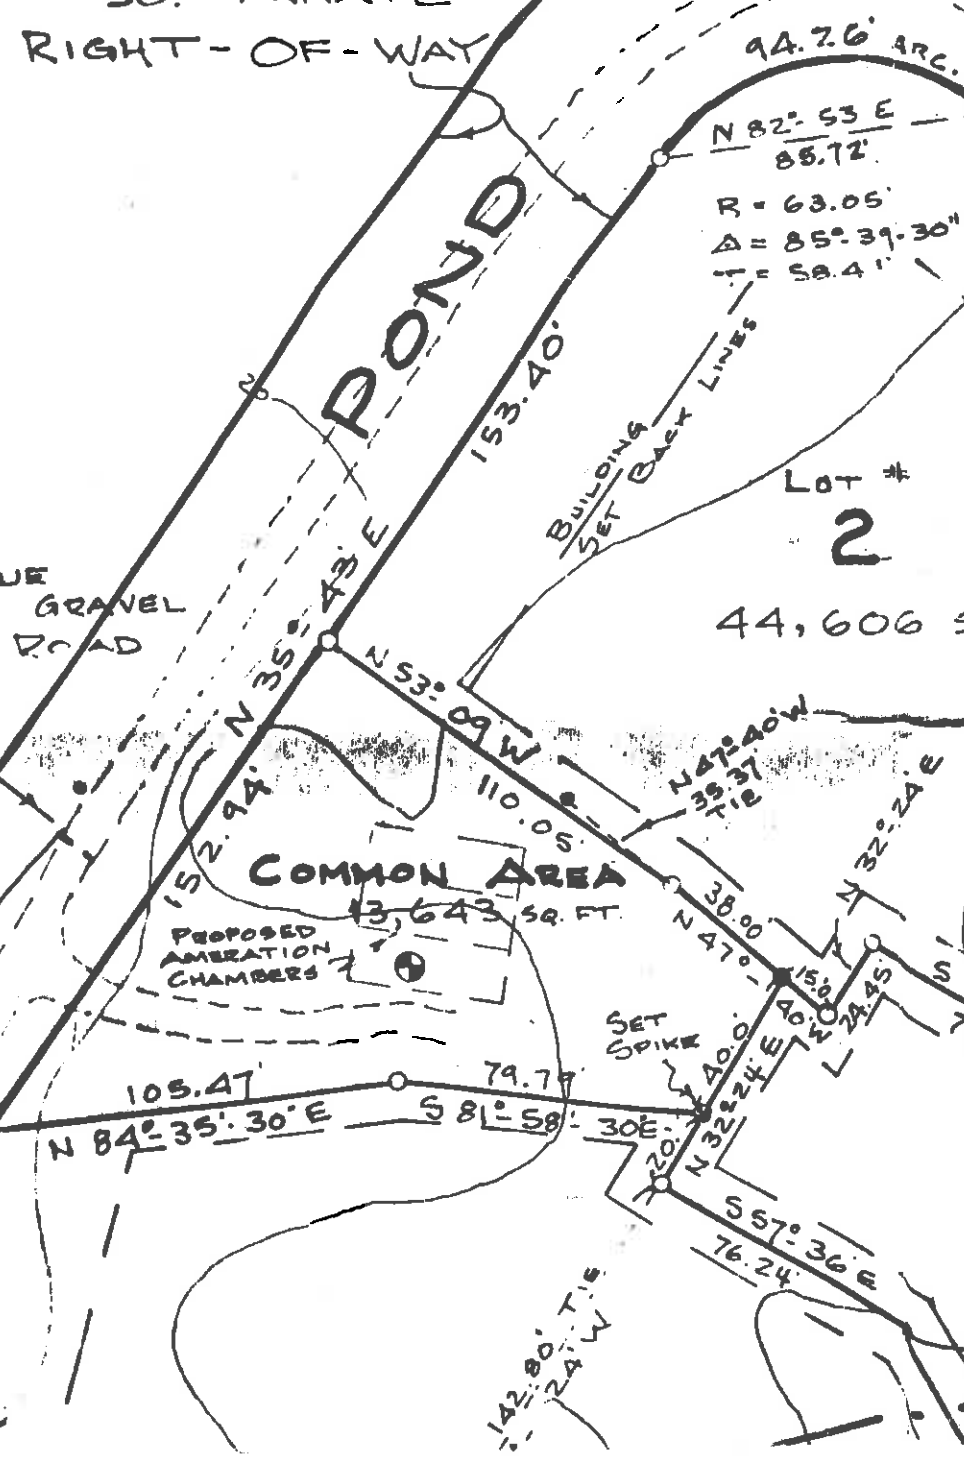 RIGHT-OF-WAY
94.26' ARC.
N 82°-53 E
85.72'
R = 63.05'
Δ = 85°-39-30"
T = 58.41'
POND
153.40'
BUILDING
SET BACK LINES
LOT #
2
44,606
GRAVEL
ROAD
N 35°-43' E
152.94'
N 53°-09' W
110.05
N 47°-40' W
TIE
32°-24' E
COMMON AREA
13,643 SQ. FT.
PROPOSED
AMERATION
CHAMBERS
38.00'
N 47°-40' W
15.0
24.45
S
SET
SPIKE
40.0
N 32°-24' E
20.
105.47'
N 84°-35'-30" E
79.77'
S 81°-58'-30" E
S 57°-36' E
76.24'
142.80' TIE
24' W